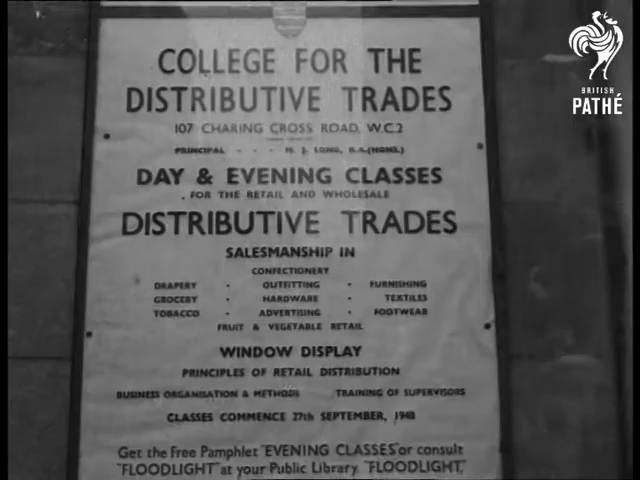 COLLEGE FOR THE
DISTRIBUTIVE TRADES
107 CHARING CROSS ROAD, W.C.2
PRINCIPAL - - - H. J. LONG, B.A.(HONS.)
DAY & EVENING CLASSES
FOR THE RETAIL AND WHOLESALE
DISTRIBUTIVE TRADES
SALESMANSHIP IN
CONFECTIONERY
DRAPERY - OUTFITTING - FURNISHING
GROCERY - HARDWARE - TEXTILES
TOBACCO - ADVERTISING - FOOTWEAR
FRUIT & VEGETABLE RETAIL
WINDOW DISPLAY
PRINCIPLES OF RETAIL DISTRIBUTION
BUSINESS ORGANISATION & METHODS TRAINING OF SUPERVISORS
CLASSES COMMENCE 27th SEPTEMBER, 1948
Get the Free Pamphlet "EVENING CLASSES" or consult
"FLOODLIGHT" at your Public Library. "FLOODLIGHT,"
BRITISH
PATHÉ